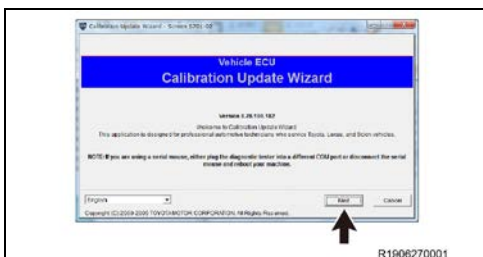 Calibration Update Wizard - Screen
Vehicle ECU
Calibration Update Wizard
Version
Welcome to Calibration Update Wizard
This application is designed for professional automotive technicians who service Toyota, Lexus, and Scion vehicles.
NOTE: If you are using a serial mouse, either plug the diagnostic tester into a different COM port or disconnect the serial
mouse and reboot your machine.
English
Next
Cancel
Copyright (C) TOYOTA MOTOR CORPORATION, All Rights Reserved.
R1906270001